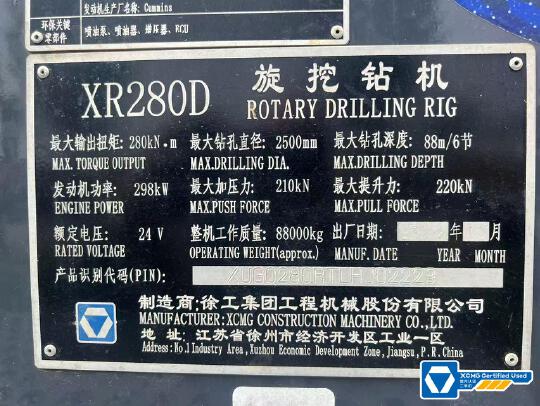 发动机生产厂名称: Cummins
环保关键零部件 喷油泵、喷油器、增压器、ECU
XR280D 旋挖钻机
ROTARY DRILLING RIG
最大输出扭矩: 280kN.m 最大钻孔直径: 2500mm 最大钻孔深度: 88m/6节
MAX. TORQUE OUTPUT MAX.DRILLING DIA. MAX.DRILLING DEPTH
发动机功率: 298kW 最大加压力: 210kN 最大提升力: 220kN
ENGINE POWER MAX.PUSH FORCE MAX.PULL FORCE
额定电压: 24 V 整机工作质量: 88000kg 出厂日期: 年 月
RATED VOLTAGE OPERATING WEIGHT(approx.) MANUF. DATE YEAR MONTH
产品识别代码(PIN):
制造商:徐工集团工程机械股份有限公司
MANUFACTURER:XCMG CONSTRUCTION MACHINERY CO.,LTD.
地 址: 江苏省徐州市经济开发区工业一区
Address:No.1 Industry Area, Xuzhou Economic Development Zone, Jiangsu, P.R.China
XCMG Certified Used